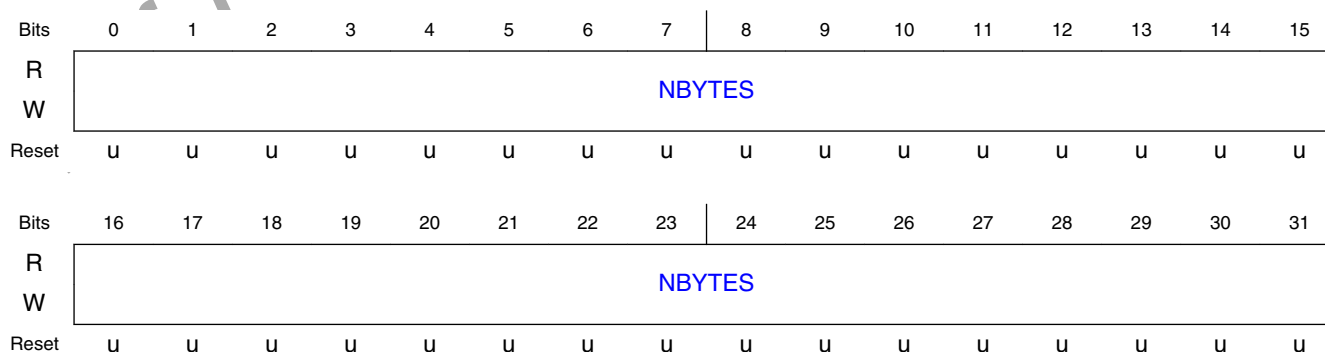 Bits 0 1 2 3 4 5 6 7 8 9 10 11 12 13 14 15
R
NBYTES
W
Reset u u u u u u u u u u u u u u u u
Bits 16 17 18 19 20 21 22 23 24 25 26 27 28 29 30 31
R
NBYTES
W
Reset u u u u u u u u u u u u u u u u